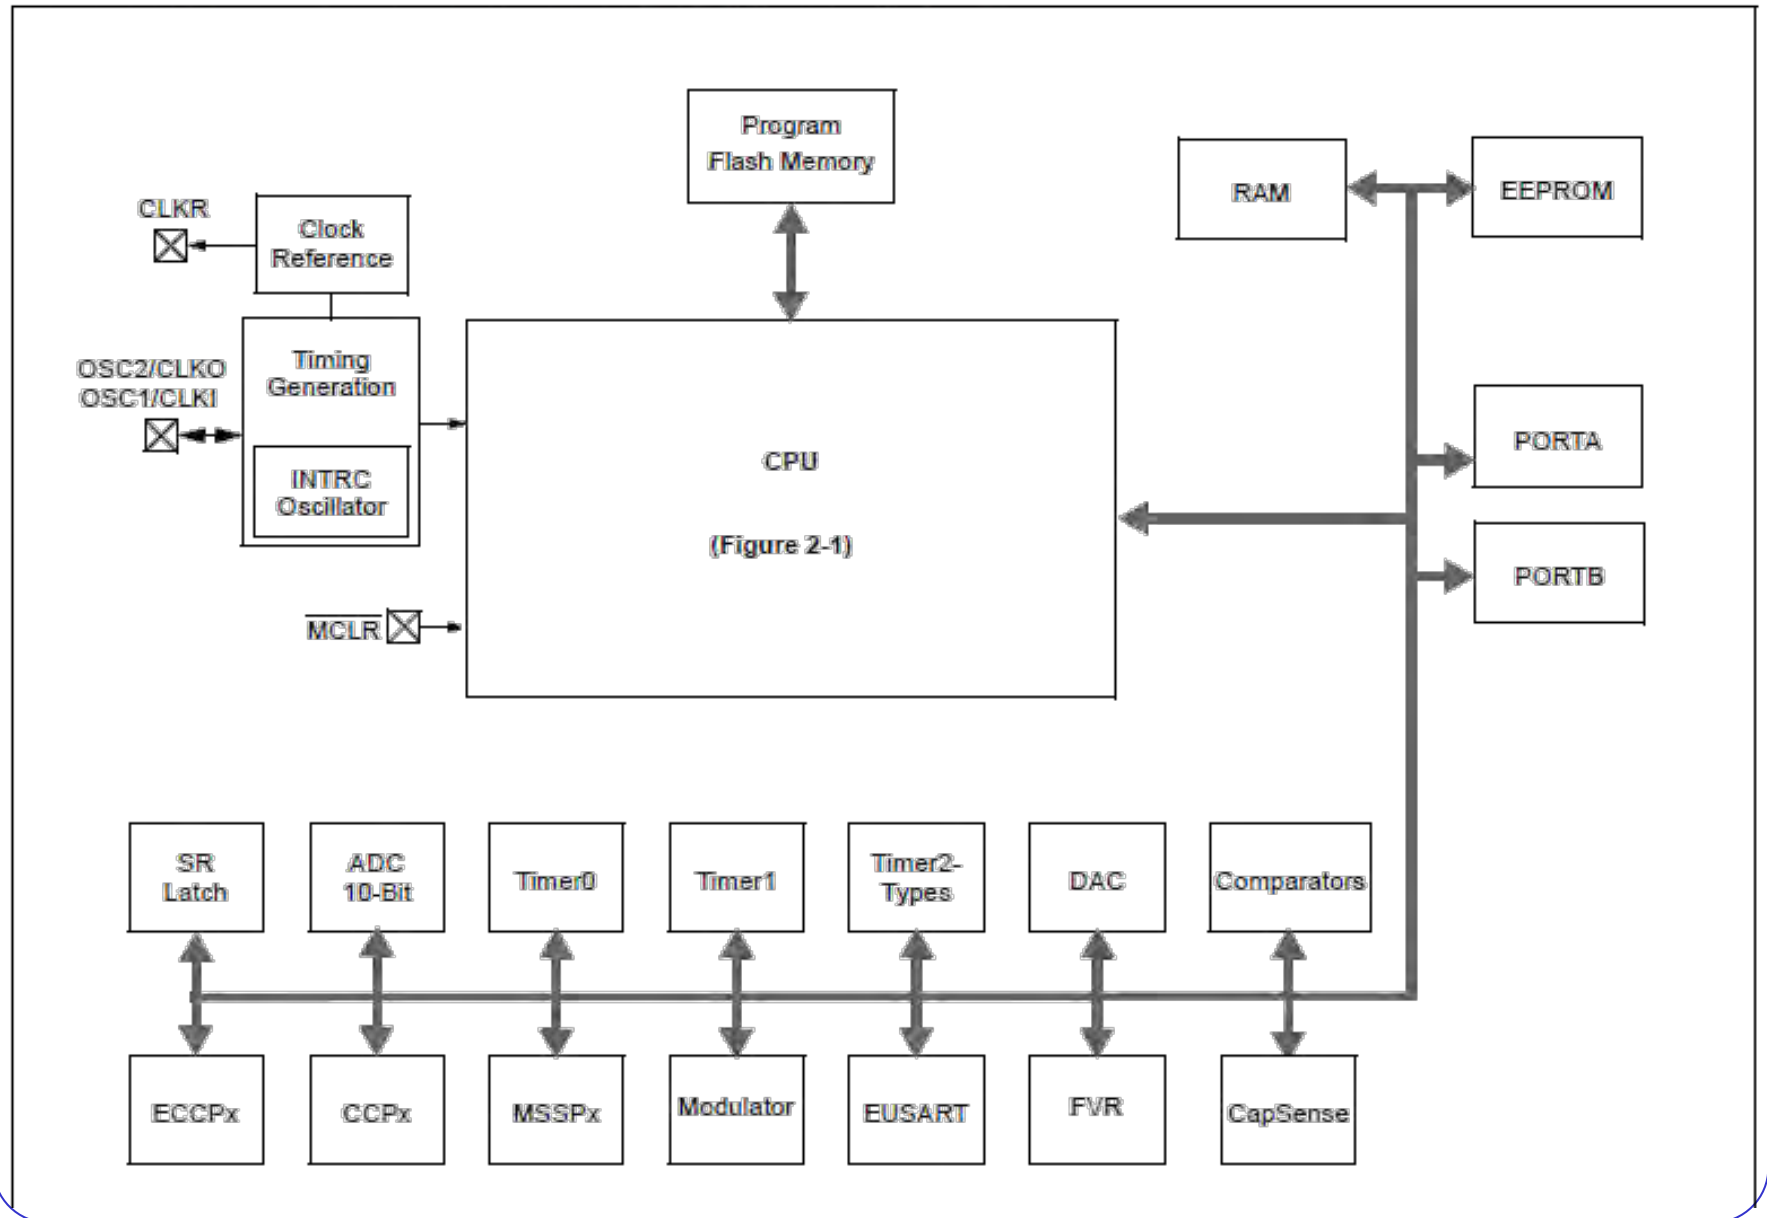 Program
Flash Memory
RAM
EEPROM
CLKR
Clock
Reference
OSC2/CLKO
OSC1/CLKI
Timing
Generation
INTRC
Oscillator
CPU
(Figure 2-1)
MCLR
PORTA
PORTB
SR
Latch
ADC
10-Bit
Timer0
Timer1
Timer2-
Types
DAC
Comparators
ECCPx
CCPx
MSSPx
Modulator
EUSART
FVR
CapSense